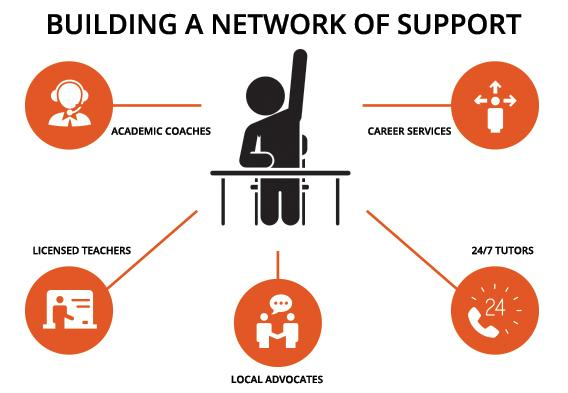 BUILDING A NETWORK OF SUPPORT
ACADEMIC COACHES
CAREER SERVICES
LICENSED TEACHERS
24/7 TUTORS
24
LOCAL ADVOCATES